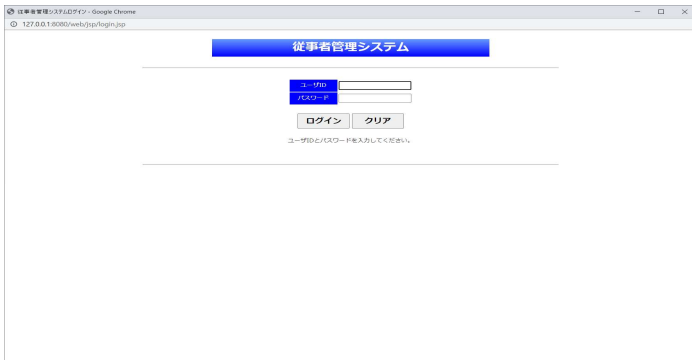 従事者管理システムログイン - Google Chrome
127.0.0.1:8080/web/jsp/login.jsp
従事者管理システム
ユーザID
パスワード
ログイン クリア
ユーザIDとパスワードを入力してください。